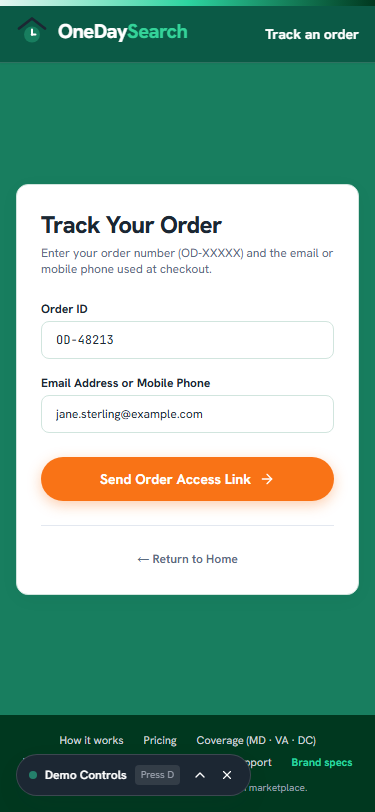 OneDaySearch
Track an order
Track Your Order
Enter your order number (OD-XXXXX) and the email or
mobile phone used at checkout.
Order ID
OD-48213
Email Address or Mobile Phone
jane.sterling@example.com
Send Order Access Link →
← Return to Home
How it works Pricing Coverage (MD · VA · DC)
Brand specs
marketplace.
Demo Controls Press D